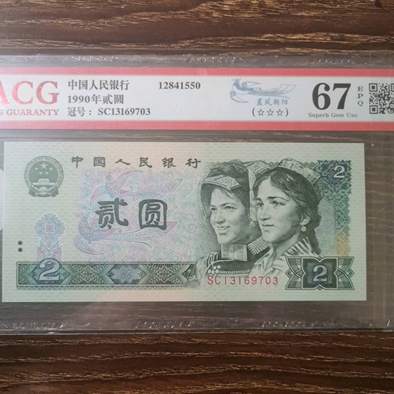 ACG 中国人民银行 12841550
1990年贰圆
GUARANTY 冠号: SC13169703
(☆☆☆)
67 EPQ
Superb Gem Unc
中国人民银行 2
贰圆
2 2
SC13169703